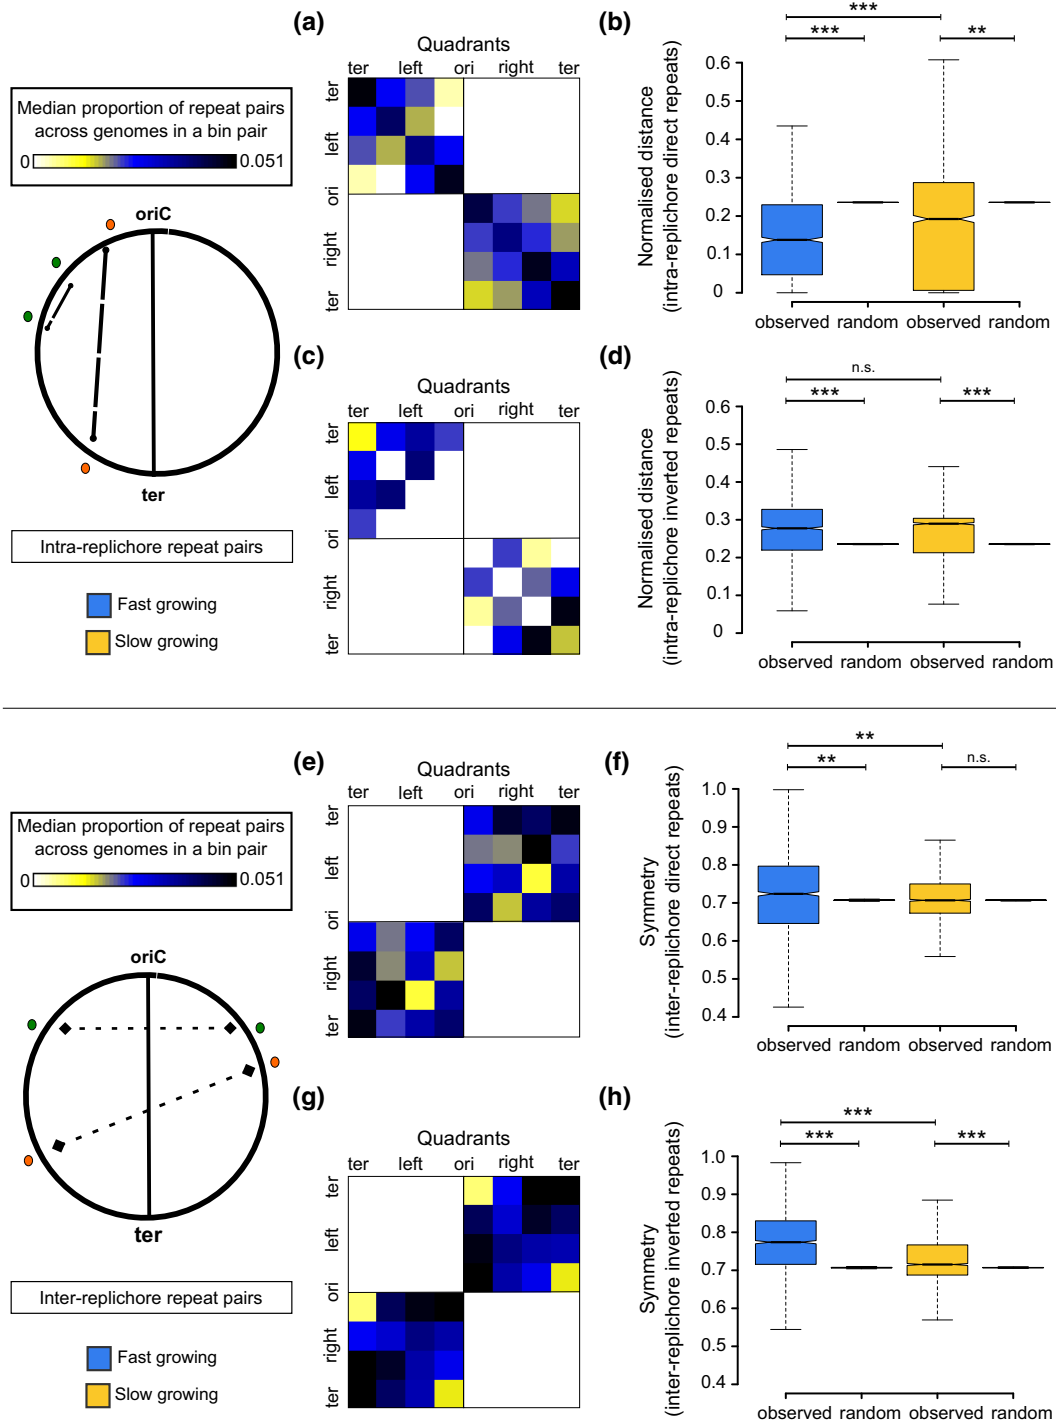 (a)
Quadrants
ter left ori right ter
ter
left
ori
right
ter
Median proportion of repeat pairs
across genomes in a bin pair
0 0.051
oriC
ter
Intra-replichore repeat pairs
Fast growing
Slow growing
(b)
***
*** **
Normalised distance
(intra-replichore direct repeats)
0.6
0.5
0.4
0.3
0.2
0.1
0
observed random observed random
(c)
Quadrants
ter left ori right ter
ter
left
ori
right
ter
(d)
n.s.
*** ***
Normalised distance
(intra-replichore inverted repeats)
0.6
0.5
0.4
0.3
0.2
0.1
0
observed random observed random
(e)
Quadrants
ter left ori right ter
ter
left
ori
right
ter
Median proportion of repeat pairs
across genomes in a bin pair
0 0.051
oriC
ter
Inter-replichore repeat pairs
Fast growing
Slow growing
(f)
**
** n.s.
Symmetry
(inter-replichore direct repeats)
1.0
0.9
0.8
0.7
0.6
0.5
0.4
observed random observed random
(g)
Quadrants
ter left ori right ter
ter
left
ori
right
ter
(h)
***
*** ***
Symmetry
(inter-replichore inverted repeats)
1.0
0.9
0.8
0.7
0.6
0.5
0.4
observed random observed random